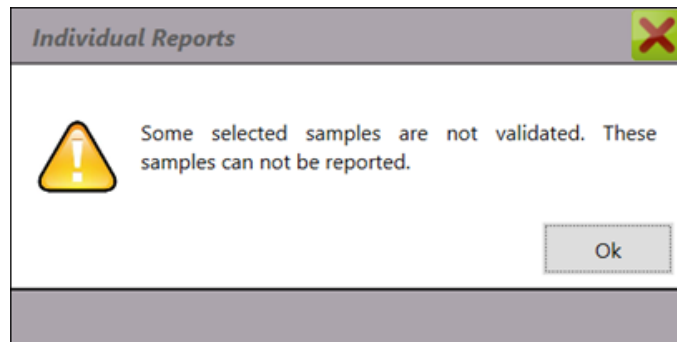 Individual Reports
Some selected samples are not validated. These
samples can not be reported.
Ok